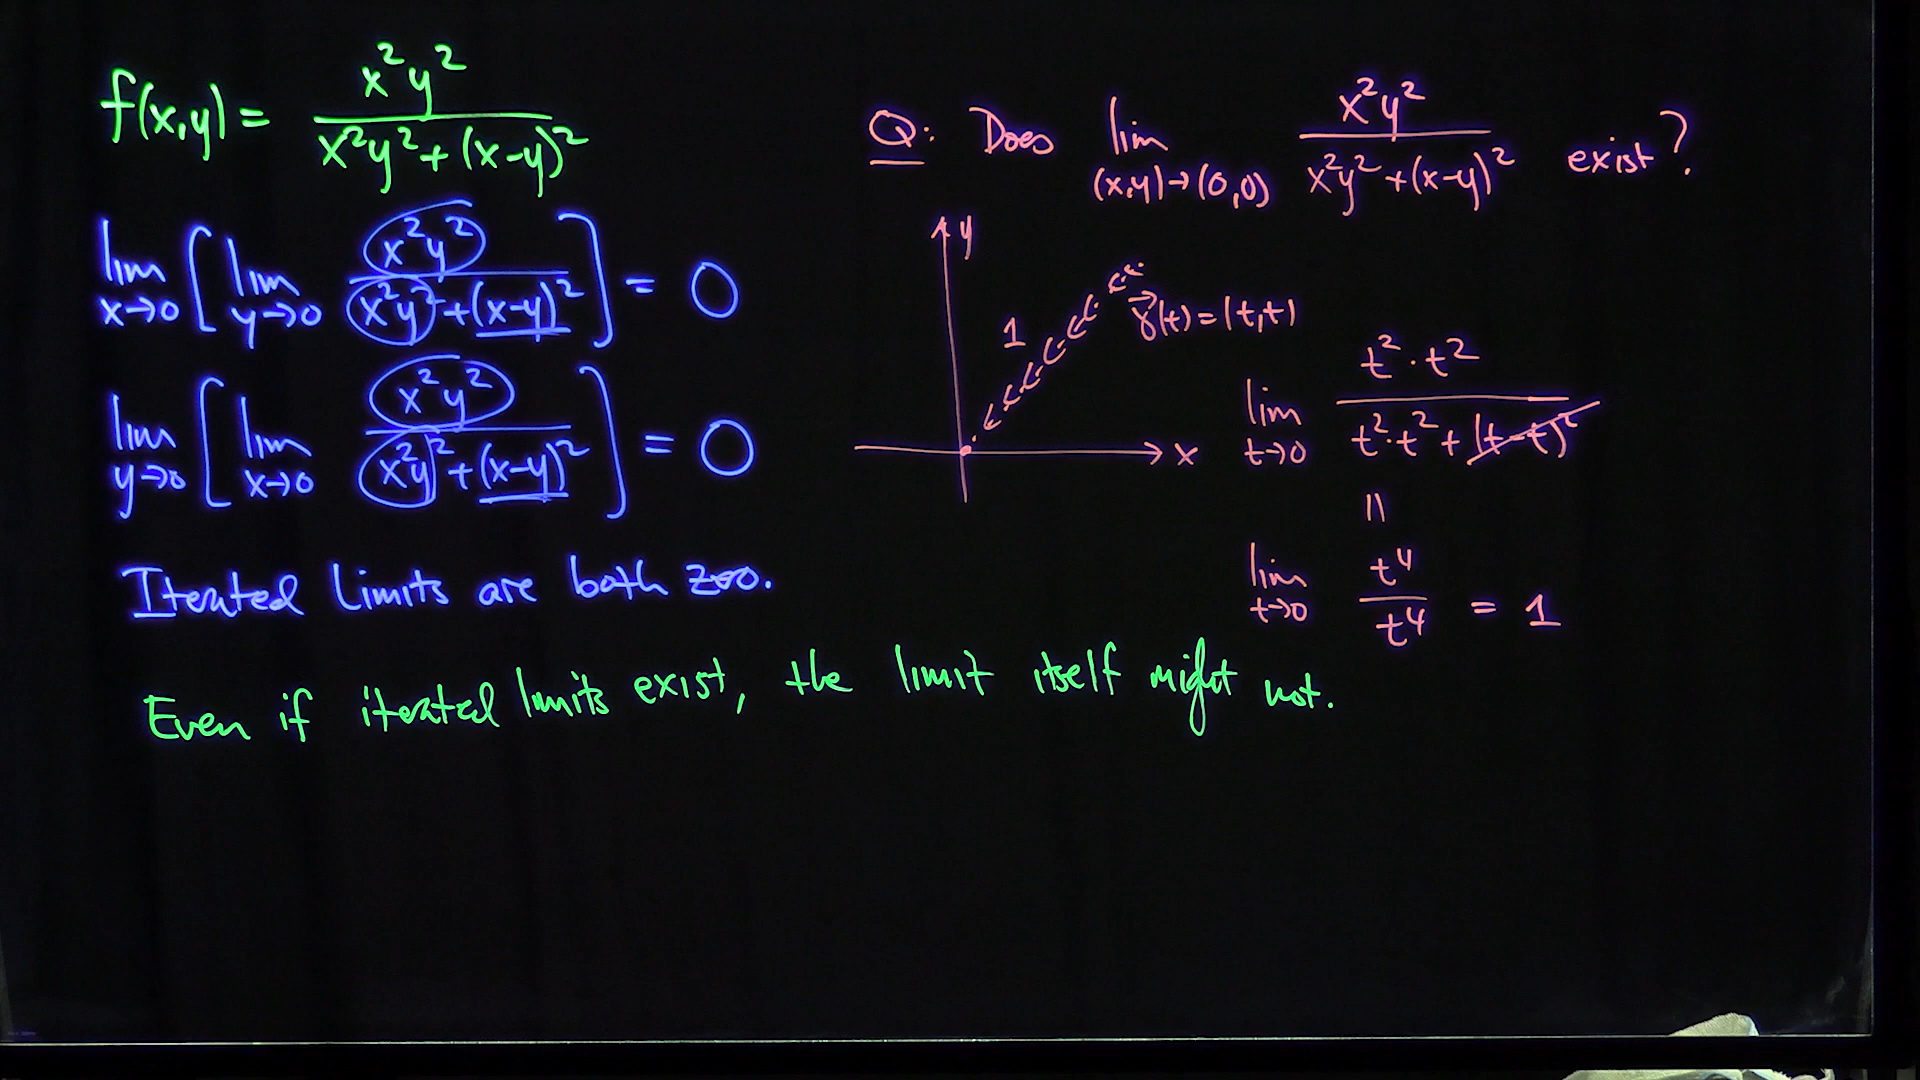 f(x,y) = x²y² / (x²y² + (x-y)²)
lim x→0 [ lim y→0 x²y² / (x²y² + (x-y)²) ] = 0
lim y→0 [ lim x→0 x²y² / (x²y² + (x-y)²) ] = 0
Iterated Limits are both zero.
Even if iterated limits exist, the limit itself might not.
Q: Does lim (x,y)→(0,0) x²y² / (x²y² + (x-y)²) exist?
y
1
γ⃗(t) = (t,t)
x
lim t→0 t²·t² / (t²·t² + (t-t)²)
=
lim t→0 t⁴ / t⁴ = 1